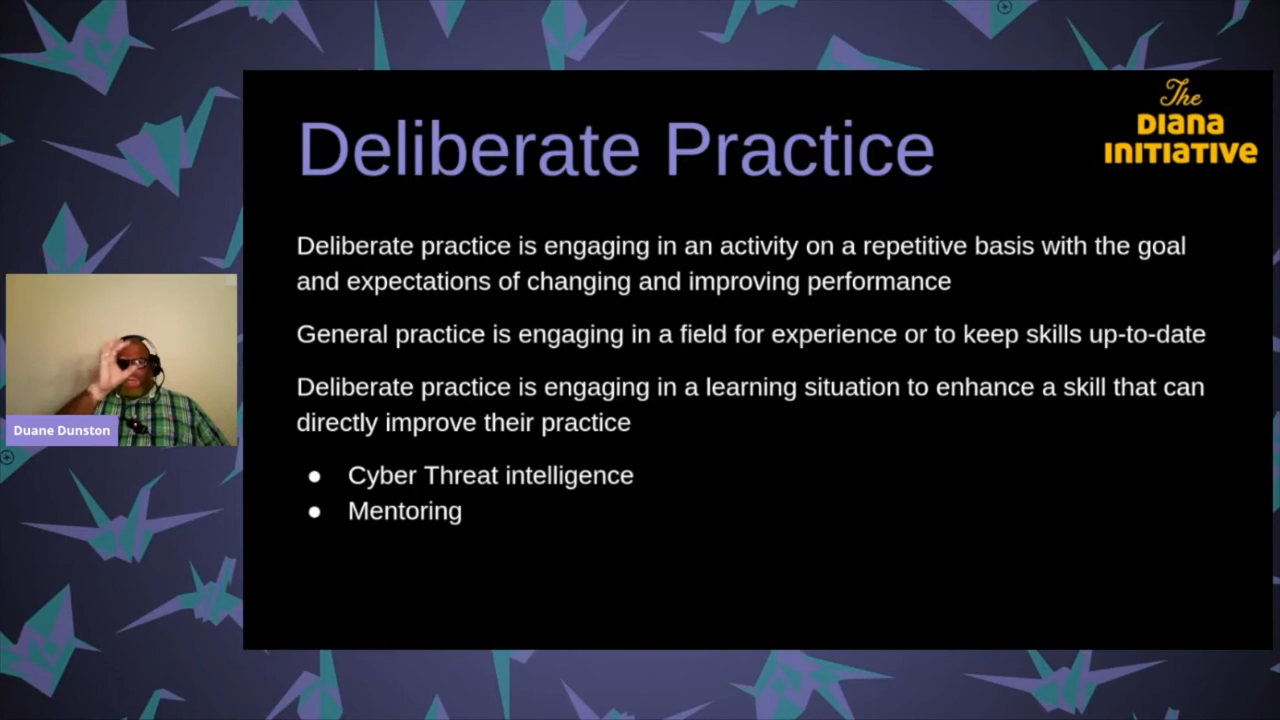 The
DIANA
INITIATIVE
Deliberate Practice
Deliberate practice is engaging in an activity on a repetitive basis with the goal
and expectations of changing and improving performance
General practice is engaging in a field for experience or to keep skills up-to-date
Deliberate practice is engaging in a learning situation to enhance a skill that can
directly improve their practice
● Cyber Threat intelligence
● Mentoring
Duane Dunston